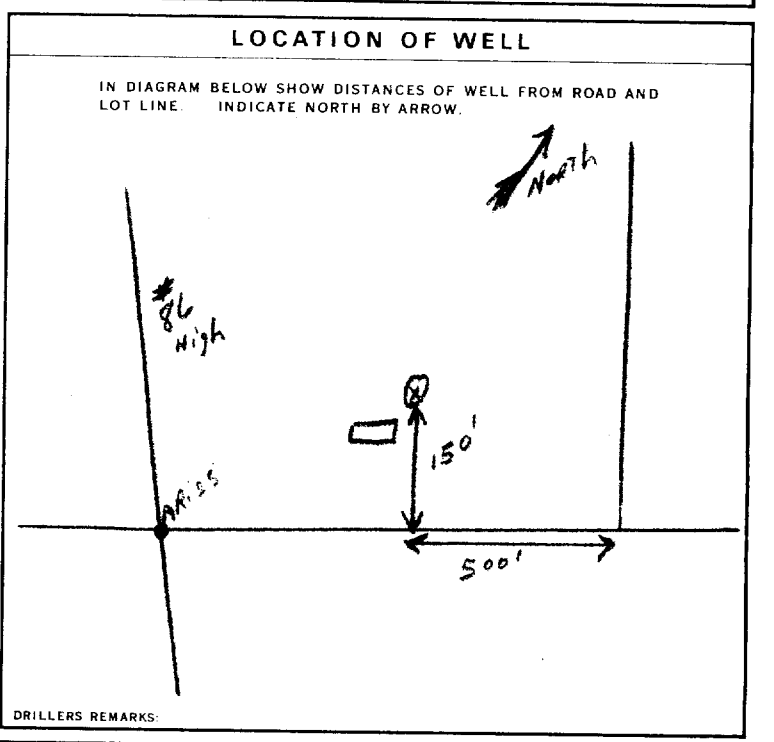 LOCATION OF WELL
IN DIAGRAM BELOW SHOW DISTANCES OF WELL FROM ROAD AND
LOT LINE. INDICATE NORTH BY ARROW.
NORTH
#
86
High
150'
ARISS
500'
DRILLERS REMARKS: